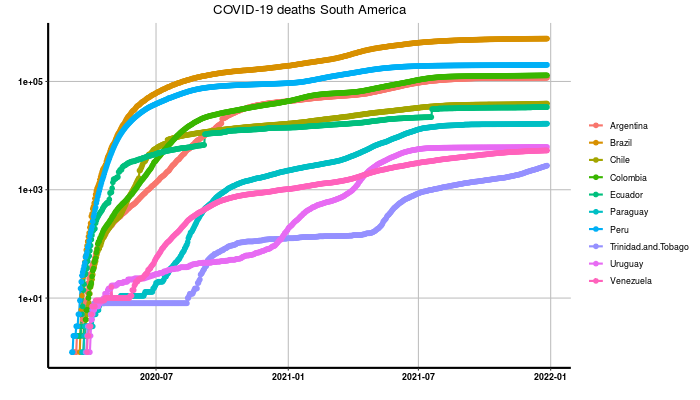 COVID-19 deaths South America
1e+05
1e+03
1e+01
2020-07
2021-01
2021-07
2022-01
Argentina
Brazil
Chile
Colombia
Ecuador
Paraguay
Peru
Trinidad.and.Tobago
Uruguay
Venezuela